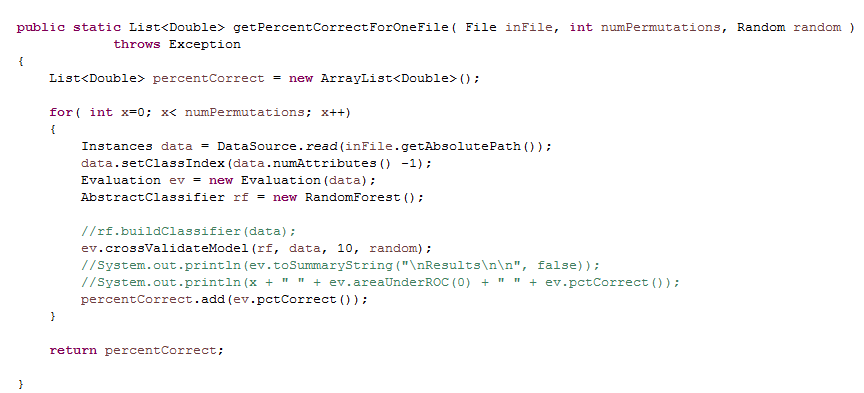 public static List<Double> getPercentCorrectForOneFile( File inFile, int numPermutations, Random random )
throws Exception
{
List<Double> percentCorrect = new ArrayList<Double>();
for( int x=0; x< numPermutations; x++)
{
Instances data = DataSource.read(inFile.getAbsolutePath());
data.setClassIndex(data.numAttributes() -1);
Evaluation ev = new Evaluation(data);
AbstractClassifier rf = new RandomForest();
//rf.buildClassifier(data);
ev.crossValidateModel(rf, data, 10, random);
//System.out.println(ev.toSummaryString("\nResults\n\n", false));
//System.out.println(x + " " + ev.areaUnderROC(0) + " " + ev.pctCorrect());
percentCorrect.add(ev.pctCorrect());
}
return percentCorrect;
}